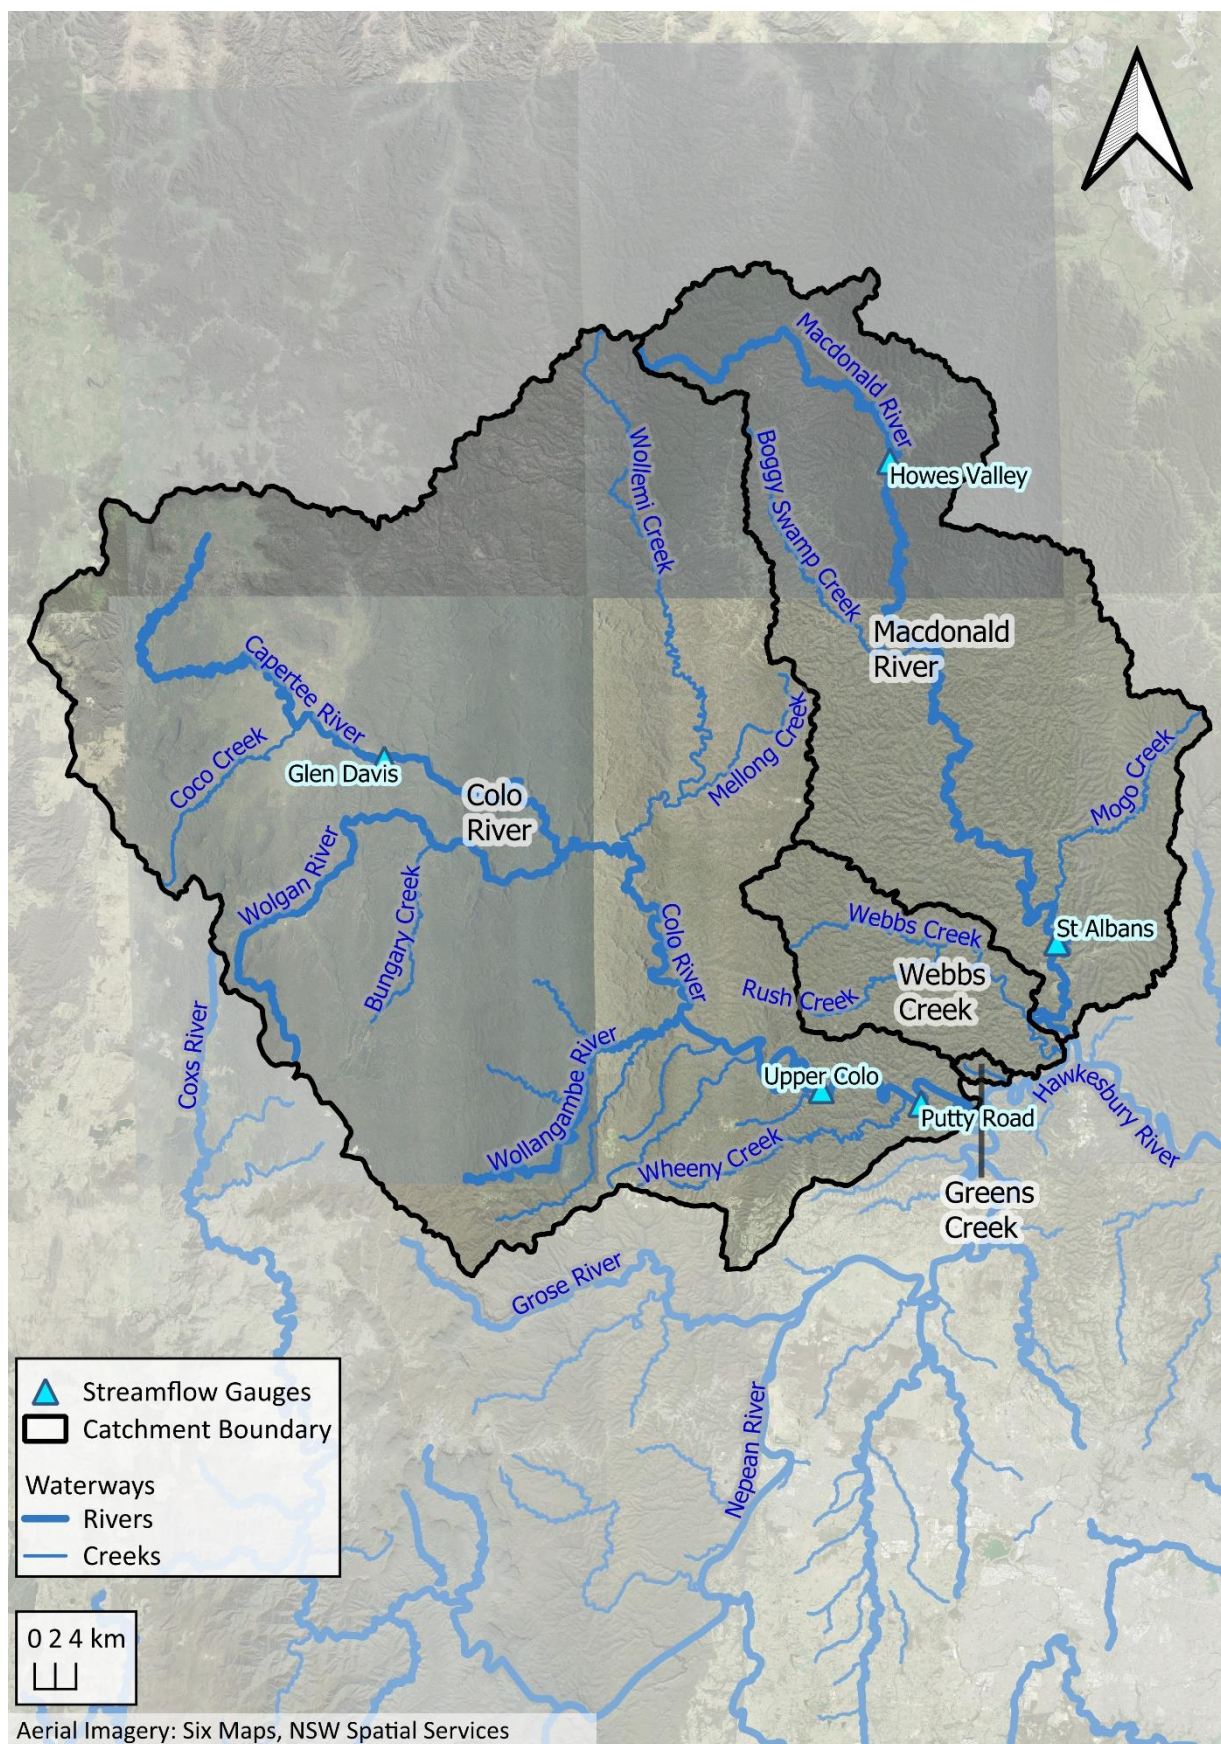 Macdonald River
Wollemi Creek
Boggy Swamp Creek
Howes Valley
Macdonald
River
Capertee River
Coco Creek
Glen Davis
Colo
River
Mellong Creek
Mogo Creek
Wolgan River
Bungary Creek
Colo River
Webbs Creek
St Albans
Rush Creek
Webbs
Creek
Coxs River
Wollangambe River
Upper Colo
Putty Road
Hawkesbury River
Wheeny Creek
Greens
Creek
Grose River
Nepean River
Streamflow Gauges
Catchment Boundary
Waterways
Rivers
Creeks
0 2 4 km
Aerial Imagery: Six Maps, NSW Spatial Services